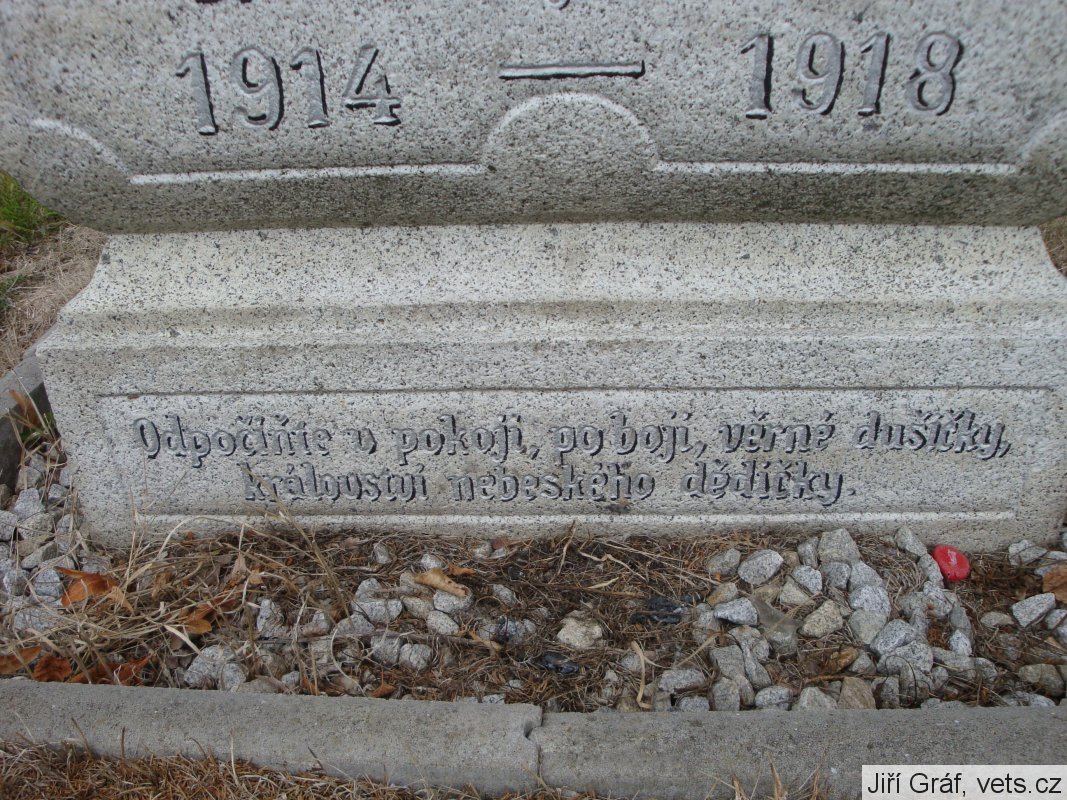 1914 — 1918
Odpočiňte v pokoji, po boji, věrné dušičky,
království nebeského dědičky.
Jiří Gráf, vets.cz